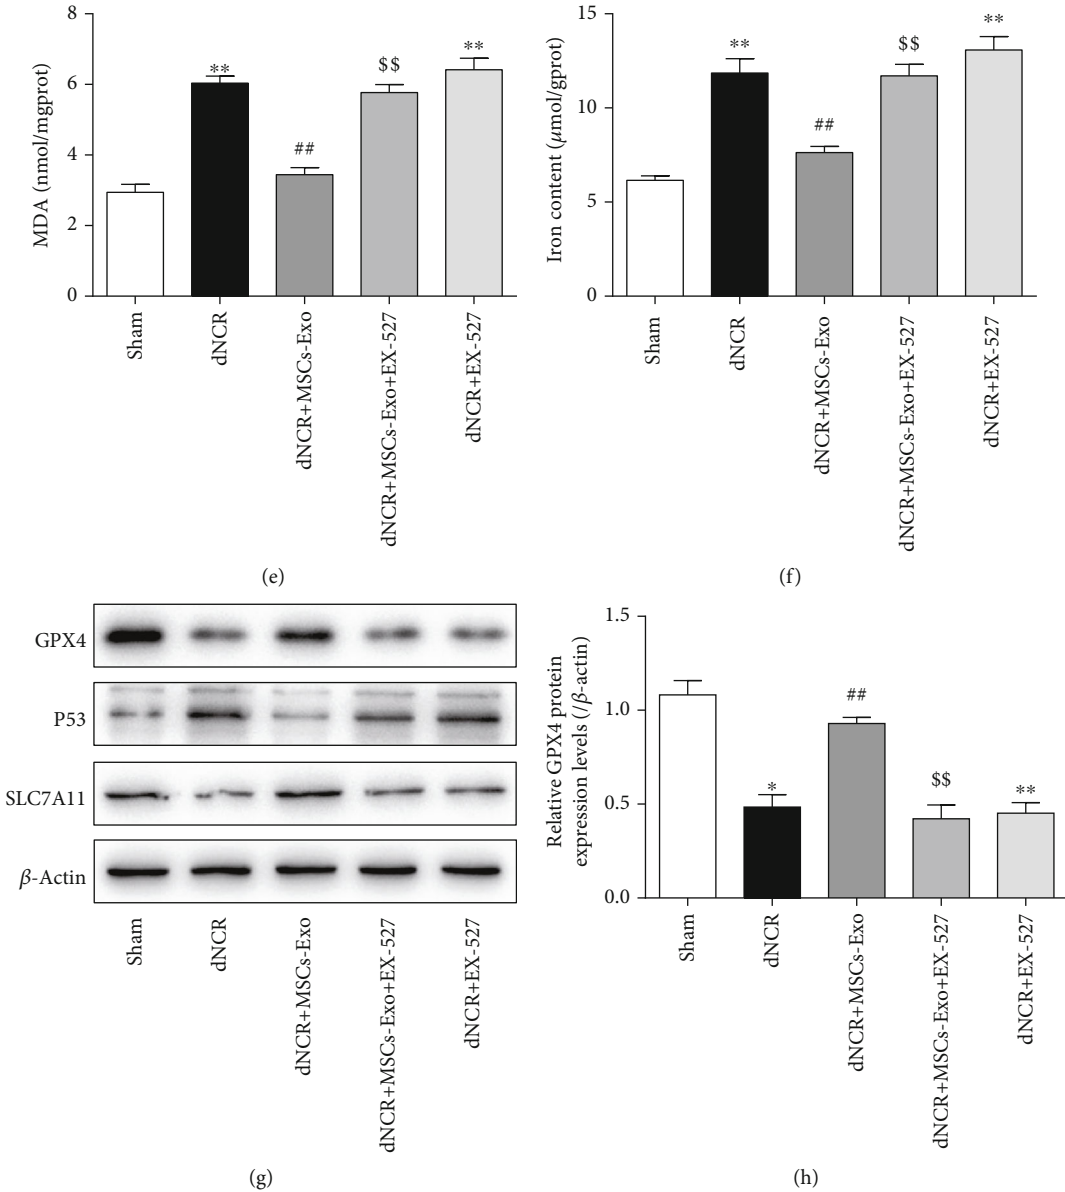 MDA (nmol/mgprot)
8
6
4
2
0
**
##
$$
**
Sham
dNCR
dNCR+MSCs-Exo
dNCR+MSCs-Exo+EX-527
dNCR+EX-527
(e)
Iron content (μmol/gprot)
15
10
5
0
**
##
$$
**
Sham
dNCR
dNCR+MSCs-Exo
dNCR+MSCs-Exo+EX-527
dNCR+EX-527
(f)
GPX4
P53
SLC7A11
β-Actin
Sham
dNCR
dNCR+MSCs-Exo
dNCR+MSCs-Exo+EX-527
dNCR+EX-527
(g)
Relative GPX4 protein
expression levels (/β-actin)
1.5
1.0
0.5
0.0
*
##
$$
**
Sham
dNCR
dNCR+MSCs-Exo
dNCR+MSCs-Exo+EX-527
dNCR+EX-527
(h)